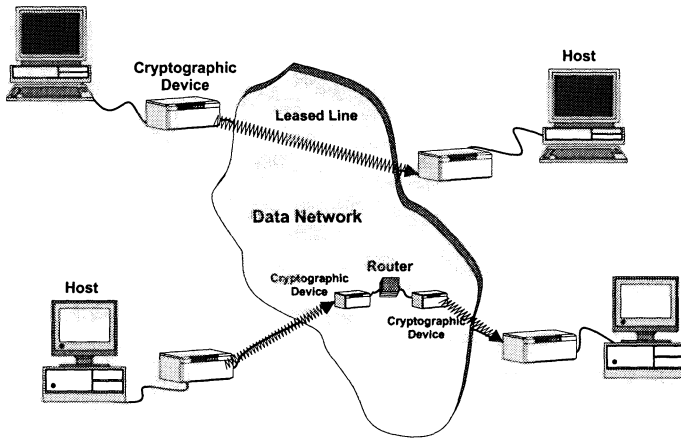 Cryptographic
Device
Host
Leased Line
Data Network
Host
Cryptographic
Device
Router
Cryptographic
Device